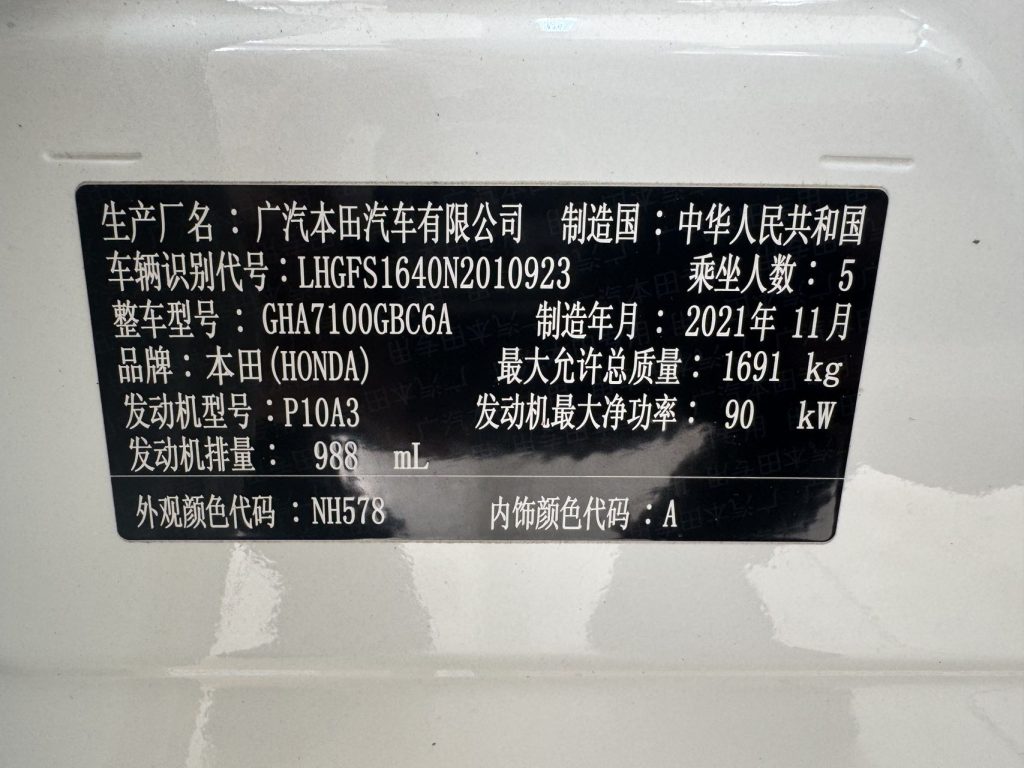 生产厂名：广汽本田汽车有限公司 制造国：中华人民共和国
车辆识别代号：LHGFS1640N2010923 乘坐人数：5
整车型号：GHA7100GBC6A 制造年月：2021年11月
品牌：本田(HONDA) 最大允许总质量：1691 kg
发动机型号：P10A3 发动机最大净功率：90 kW
发动机排量：988 mL
外观颜色代码：NH578 内饰颜色代码：A